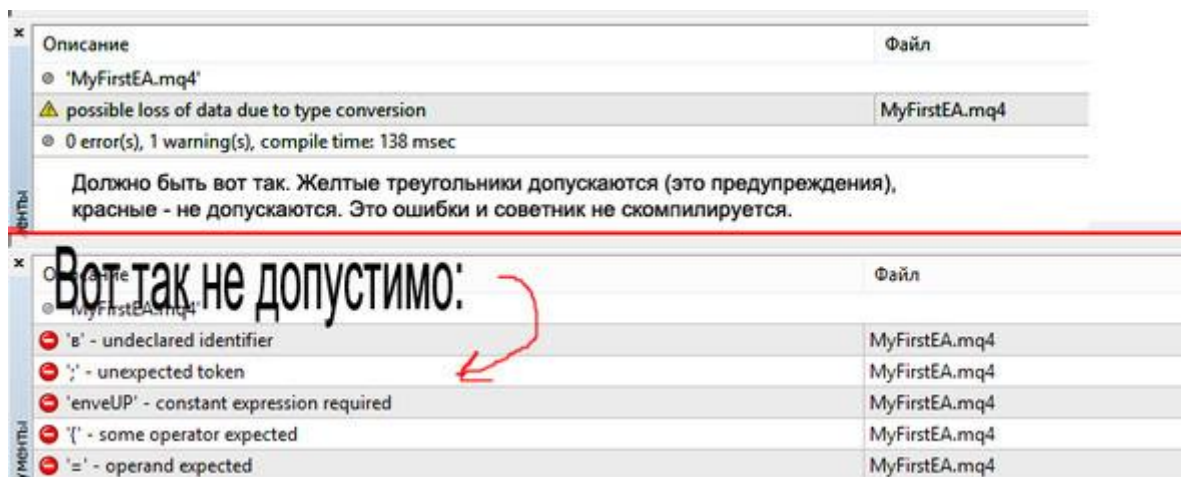 Описание Файл
'MyFirstEA.mq4'
possible loss of data due to type conversion MyFirstEA.mq4
0 error(s), 1 warning(s), compile time: 138 msec
Должно быть вот так. Желтые треугольники допускаются (это предупреждения),
красные - не допускаются. Это ошибки и советник не скомпилируется.
Вот так не допустимо:
Описание Файл
'MyFirstEA.mq4'
'в' - undeclared identifier MyFirstEA.mq4
';' - unexpected token MyFirstEA.mq4
'enveUP' - constant expression required MyFirstEA.mq4
'{' - some operator expected MyFirstEA.mq4
'=' - operand expected MyFirstEA.mq4